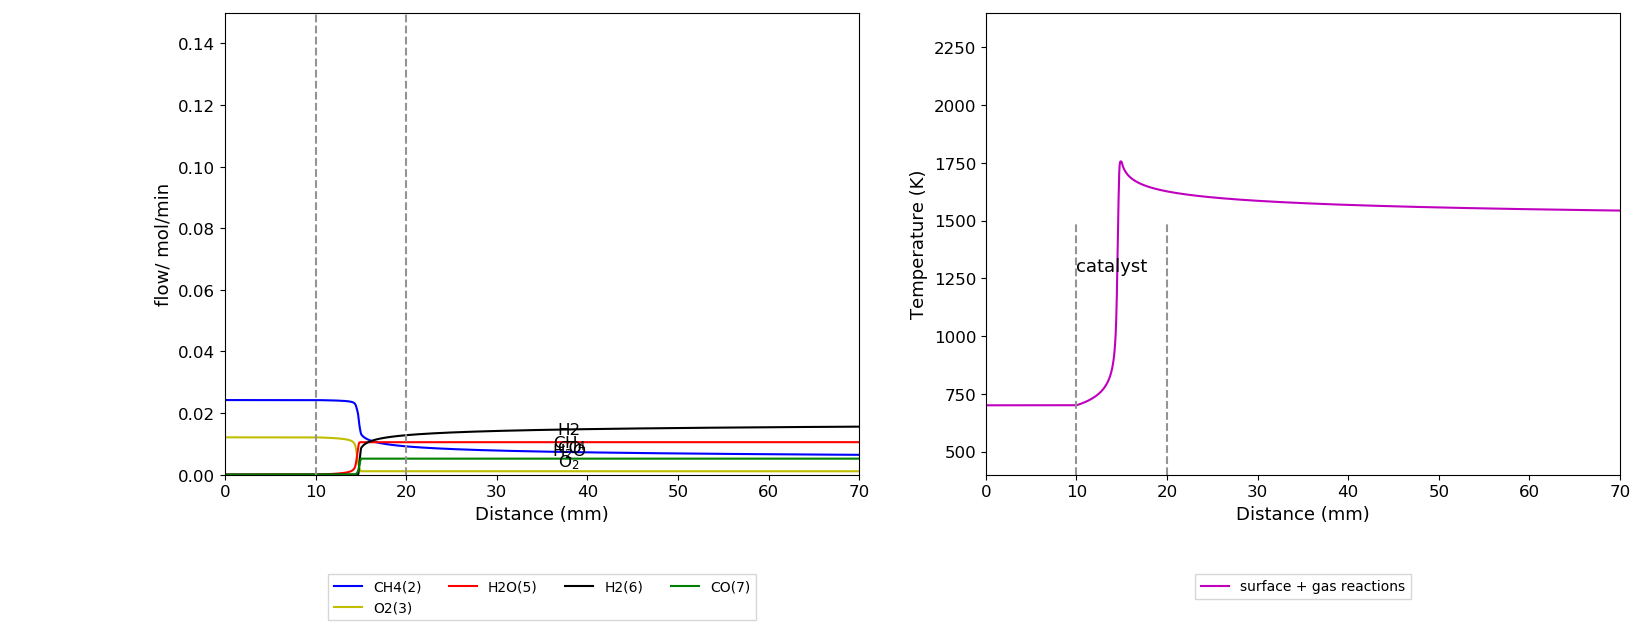 0.14
0.12
0.10
0.08
0.06
0.04
0.02
0.00
flow/ mol/min
H2
O₂
0 10 20 30 40 50 60 70
Distance (mm)
CH4(2) H2O(5) H2(6) CO(7)
O2(3)
2250
2000
1750
1500
1250
1000
750
500
Temperature (K)
catalyst
0 10 20 30 40 50 60 70
Distance (mm)
surface + gas reactions